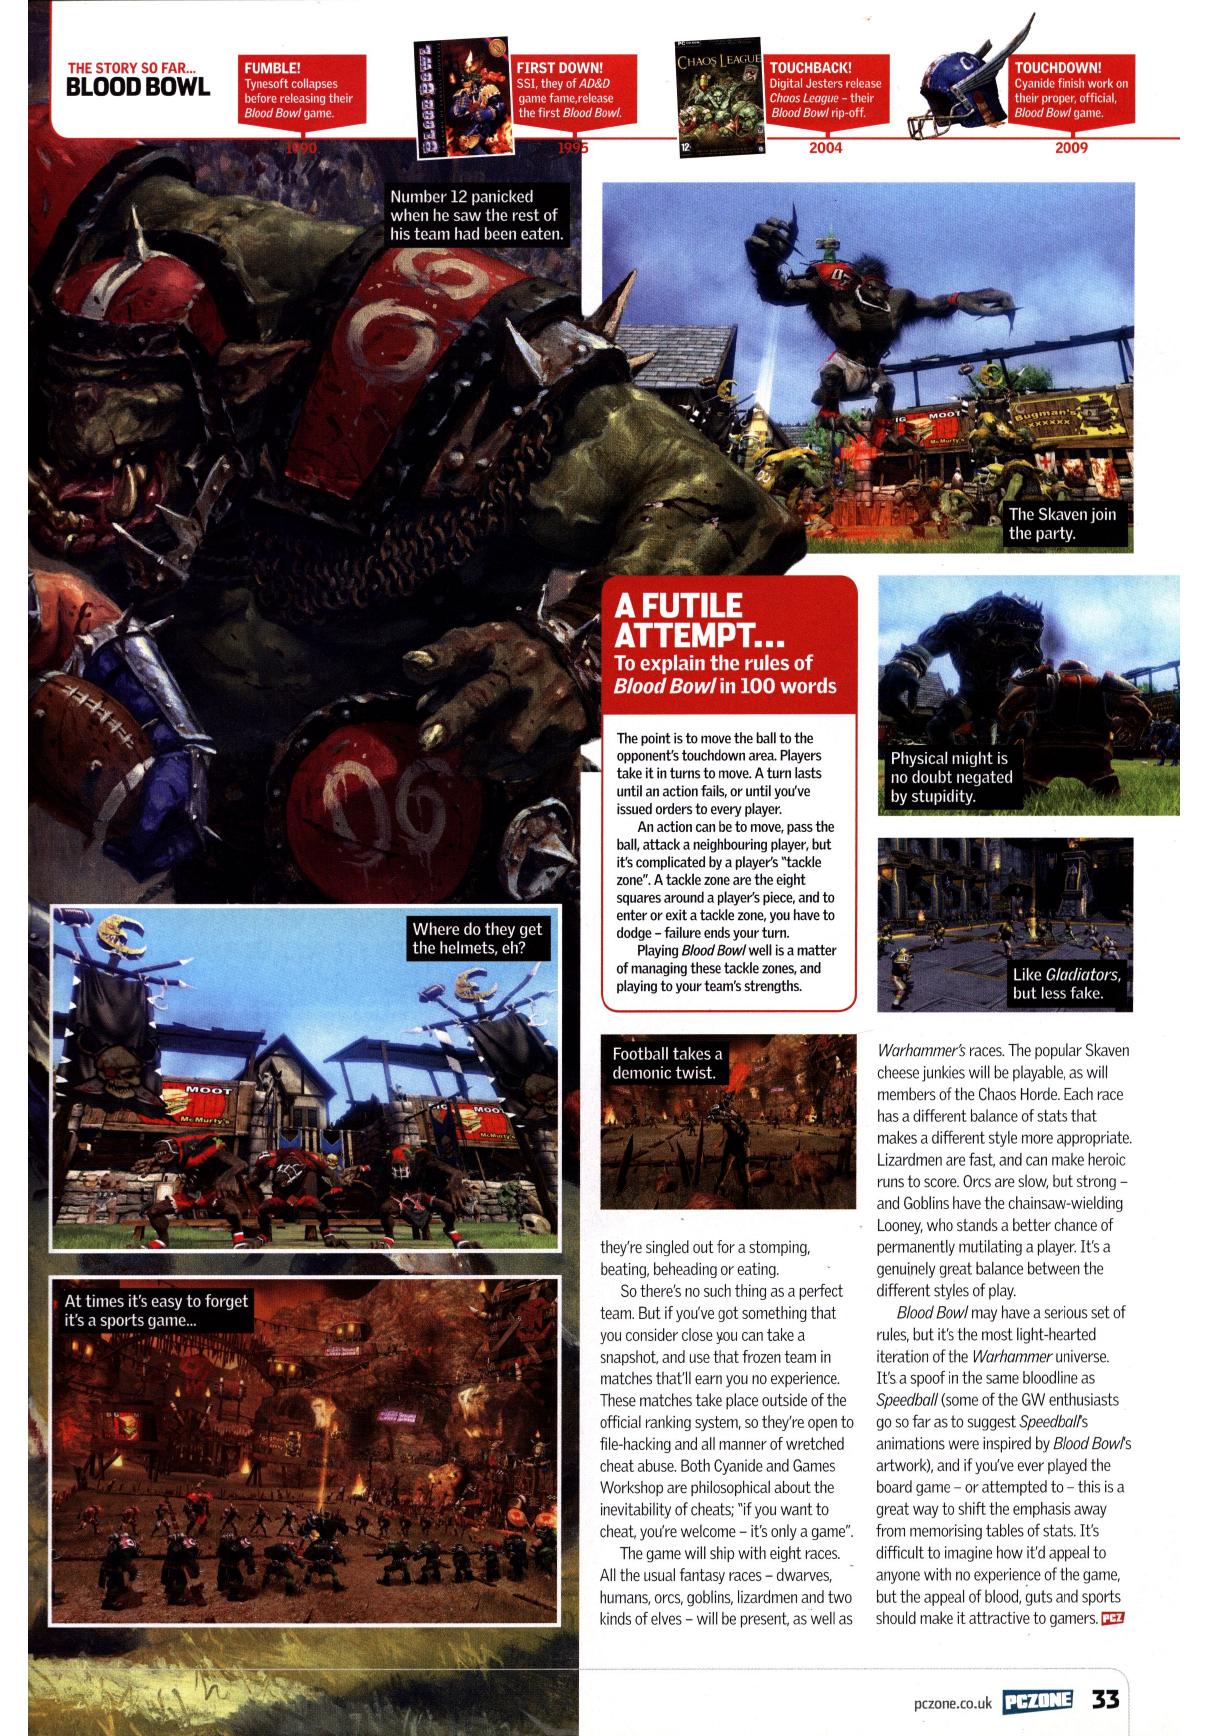 THE STORY SO FAR...
BLOOD BOWL
FUMBLE!
Tynesoft collapses
before releasing their
Blood Bowl game.
1990
FIRST DOWN!
SSI, they of AD&D
game fame,release
the first Blood Bowl.
1995
CHAOS LEAGUE
TOUCHBACK!
Digital Jesters release
Chaos League – their
Blood Bowl rip-off.
2004
TOUCHDOWN!
Cyanide finish work on
their proper, official,
Blood Bowl game.
2009
Number 12 panicked
when he saw the rest of
his team had been eaten.
06
06
MOOT
McMurty's
Bugman's
XXXXXX
The Skaven join
the party.
A FUTILE
ATTEMPT...
To explain the rules of
Blood Bowl in 100 words
The point is to move the ball to the
opponent's touchdown area. Players
take it in turns to move. A turn lasts
until an action fails, or until you've
issued orders to every player.
An action can be to move, pass the
ball, attack a neighbouring player, but
it's complicated by a player's "tackle
zone". A tackle zone are the eight
squares around a player's piece, and to
enter or exit a tackle zone, you have to
dodge – failure ends your turn.
Playing Blood Bowl well is a matter
of managing these tackle zones, and
playing to your team's strengths.
Physical might is
no doubt negated
by stupidity.
Like Gladiators,
but less fake.
Where do they get
the helmets, eh?
MOOT
McMurty's
MOOT
McMurty's
At times it's easy to forget
it's a sports game...
Football takes a
demonic twist.
they're singled out for a stomping,
beating, beheading or eating.
So there's no such thing as a perfect
team. But if you've got something that
you consider close you can take a
snapshot, and use that frozen team in
matches that'll earn you no experience.
These matches take place outside of the
official ranking system, so they're open to
file-hacking and all manner of wretched
cheat abuse. Both Cyanide and Games
Workshop are philosophical about the
inevitability of cheats; "if you want to
cheat, you're welcome – it's only a game".
The game will ship with eight races.
All the usual fantasy races – dwarves,
humans, orcs, goblins, lizardmen and two
kinds of elves – will be present, as well as
Warhammer's races. The popular Skaven
cheese junkies will be playable, as will
members of the Chaos Horde. Each race
has a different balance of stats that
makes a different style more appropriate.
Lizardmen are fast, and can make heroic
runs to score. Orcs are slow, but strong –
and Goblins have the chainsaw-wielding
Looney, who stands a better chance of
permanently mutilating a player. It's a
genuinely great balance between the
different styles of play.
Blood Bowl may have a serious set of
rules, but it's the most light-hearted
iteration of the Warhammer universe.
It's a spoof in the same bloodline as
Speedball (some of the GW enthusiasts
go so far as to suggest Speedball's
animations were inspired by Blood Bowl's
artwork), and if you've ever played the
board game – or attempted to – this is a
great way to shift the emphasis away
from memorising tables of stats. It's
difficult to imagine how it'd appeal to
anyone with no experience of the game,
but the appeal of blood, guts and sports
should make it attractive to gamers. PCZ
pczone.co.uk PCZONE 33